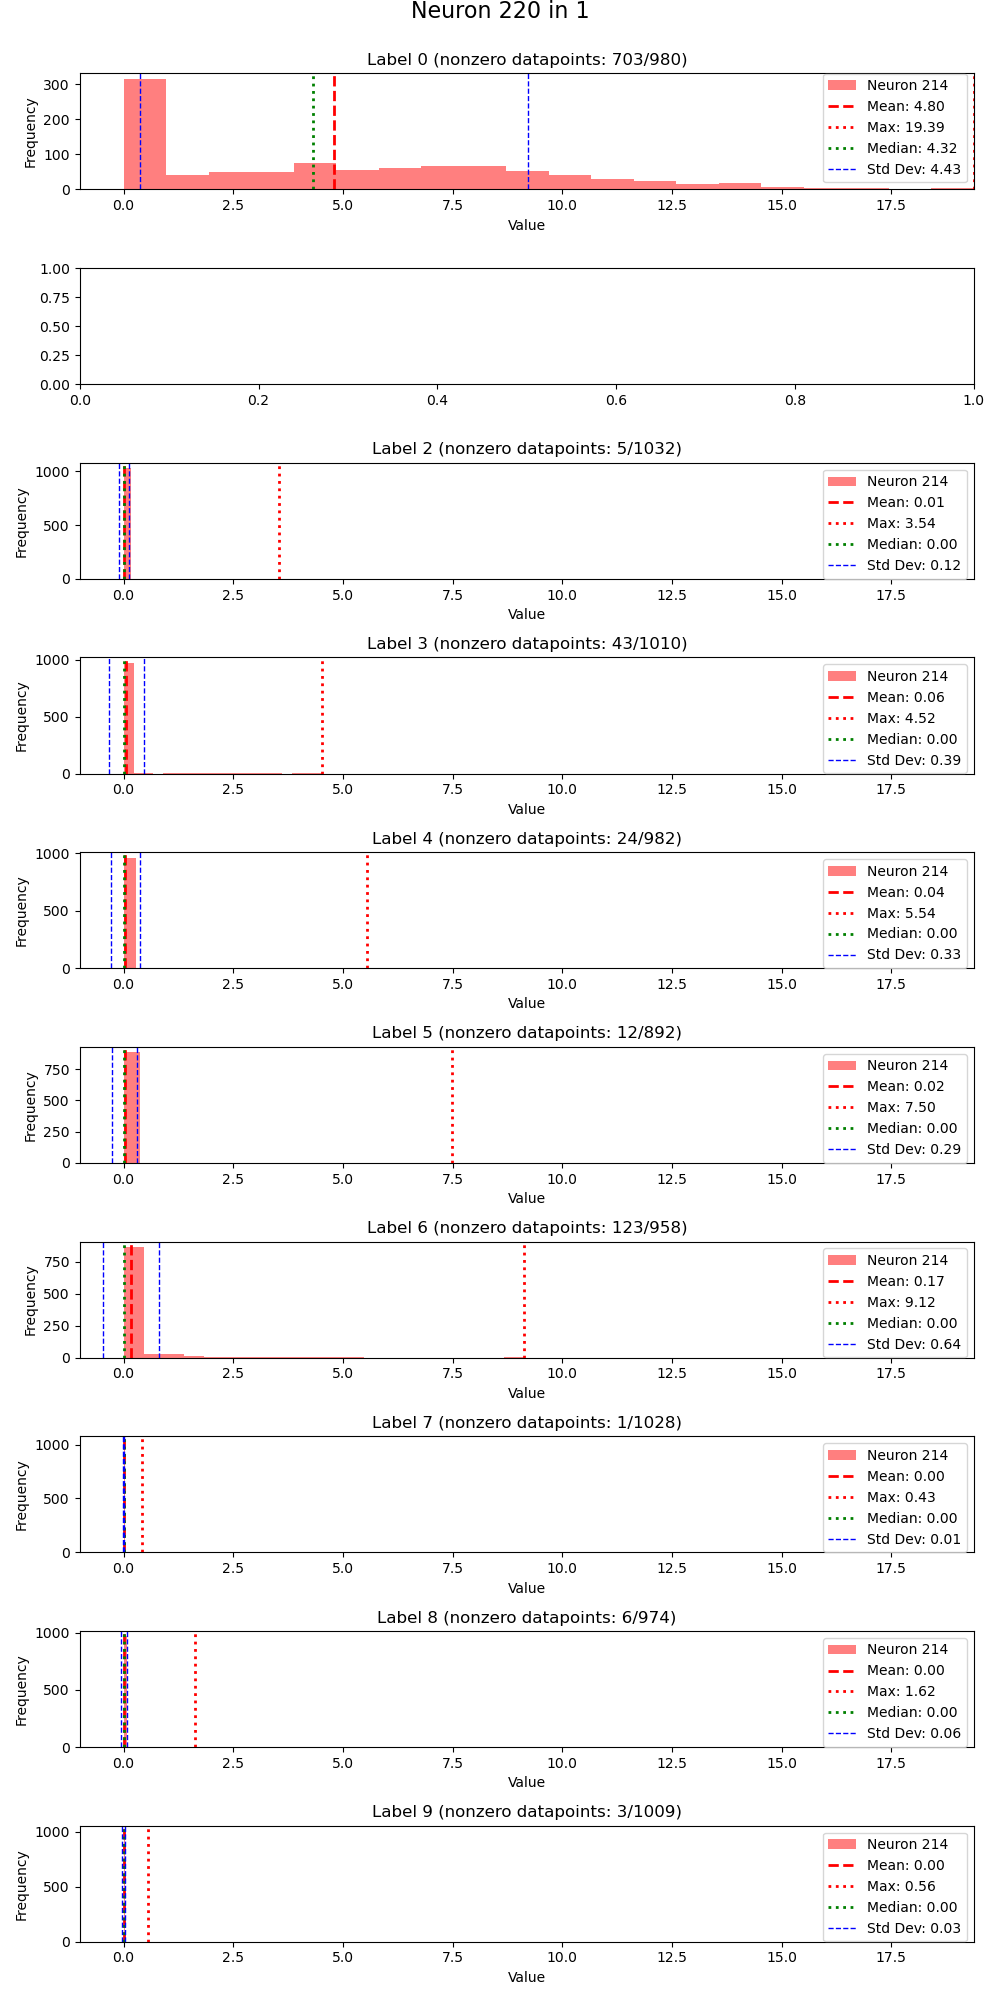 Neuron 220 in 1
Label 0 (nonzero datapoints: 703/980)
Frequency
300
200
100
0
Neuron 214
Mean: 4.80
Max: 19.39
Median: 4.32
Std Dev: 4.43
0.0 2.5 5.0 7.5 10.0 12.5 15.0 17.5
Value
1.00
0.75
0.50
0.25
0.00
0.0 0.2 0.4 0.6 0.8 1.0
Label 2 (nonzero datapoints: 5/1032)
Frequency
1000
500
0
Neuron 214
Mean: 0.01
Max: 3.54
Median: 0.00
Std Dev: 0.12
0.0 2.5 5.0 7.5 10.0 12.5 15.0 17.5
Value
Label 3 (nonzero datapoints: 43/1010)
Frequency
1000
500
0
Neuron 214
Mean: 0.06
Max: 4.52
Median: 0.00
Std Dev: 0.39
0.0 2.5 5.0 7.5 10.0 12.5 15.0 17.5
Value
Label 4 (nonzero datapoints: 24/982)
Frequency
1000
500
0
Neuron 214
Mean: 0.04
Max: 5.54
Median: 0.00
Std Dev: 0.33
0.0 2.5 5.0 7.5 10.0 12.5 15.0 17.5
Value
Label 5 (nonzero datapoints: 12/892)
Frequency
750
500
250
0
Neuron 214
Mean: 0.02
Max: 7.50
Median: 0.00
Std Dev: 0.29
0.0 2.5 5.0 7.5 10.0 12.5 15.0 17.5
Value
Label 6 (nonzero datapoints: 123/958)
Frequency
750
500
250
0
Neuron 214
Mean: 0.17
Max: 9.12
Median: 0.00
Std Dev: 0.64
0.0 2.5 5.0 7.5 10.0 12.5 15.0 17.5
Value
Label 7 (nonzero datapoints: 1/1028)
Frequency
1000
500
0
Neuron 214
Mean: 0.00
Max: 0.43
Median: 0.00
Std Dev: 0.01
0.0 2.5 5.0 7.5 10.0 12.5 15.0 17.5
Value
Label 8 (nonzero datapoints: 6/974)
Frequency
1000
500
0
Neuron 214
Mean: 0.00
Max: 1.62
Median: 0.00
Std Dev: 0.06
0.0 2.5 5.0 7.5 10.0 12.5 15.0 17.5
Value
Label 9 (nonzero datapoints: 3/1009)
Frequency
1000
500
0
Neuron 214
Mean: 0.00
Max: 0.56
Median: 0.00
Std Dev: 0.03
0.0 2.5 5.0 7.5 10.0 12.5 15.0 17.5
Value